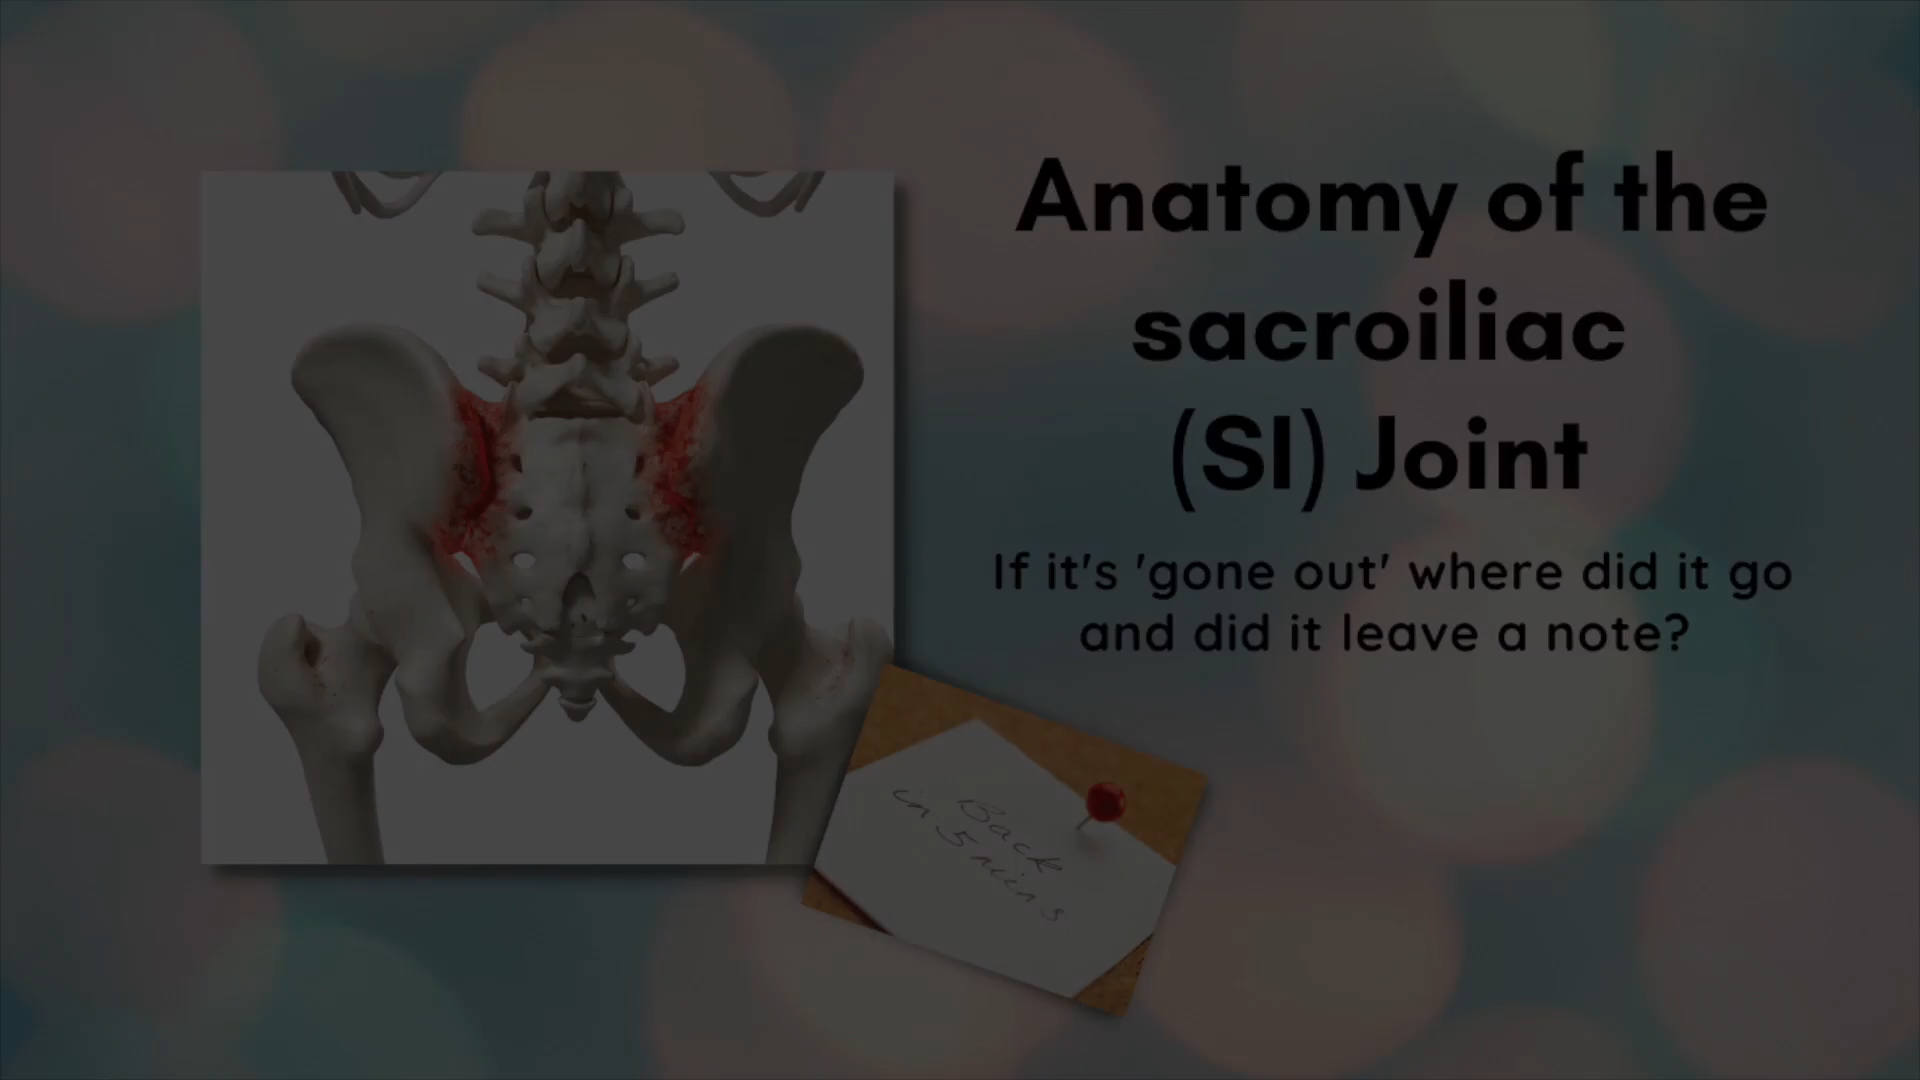 Anatomy of the
sacroiliac
(SI) Joint
If it's 'gone out' where did it go
and did it leave a note?
Back
in 5 mins